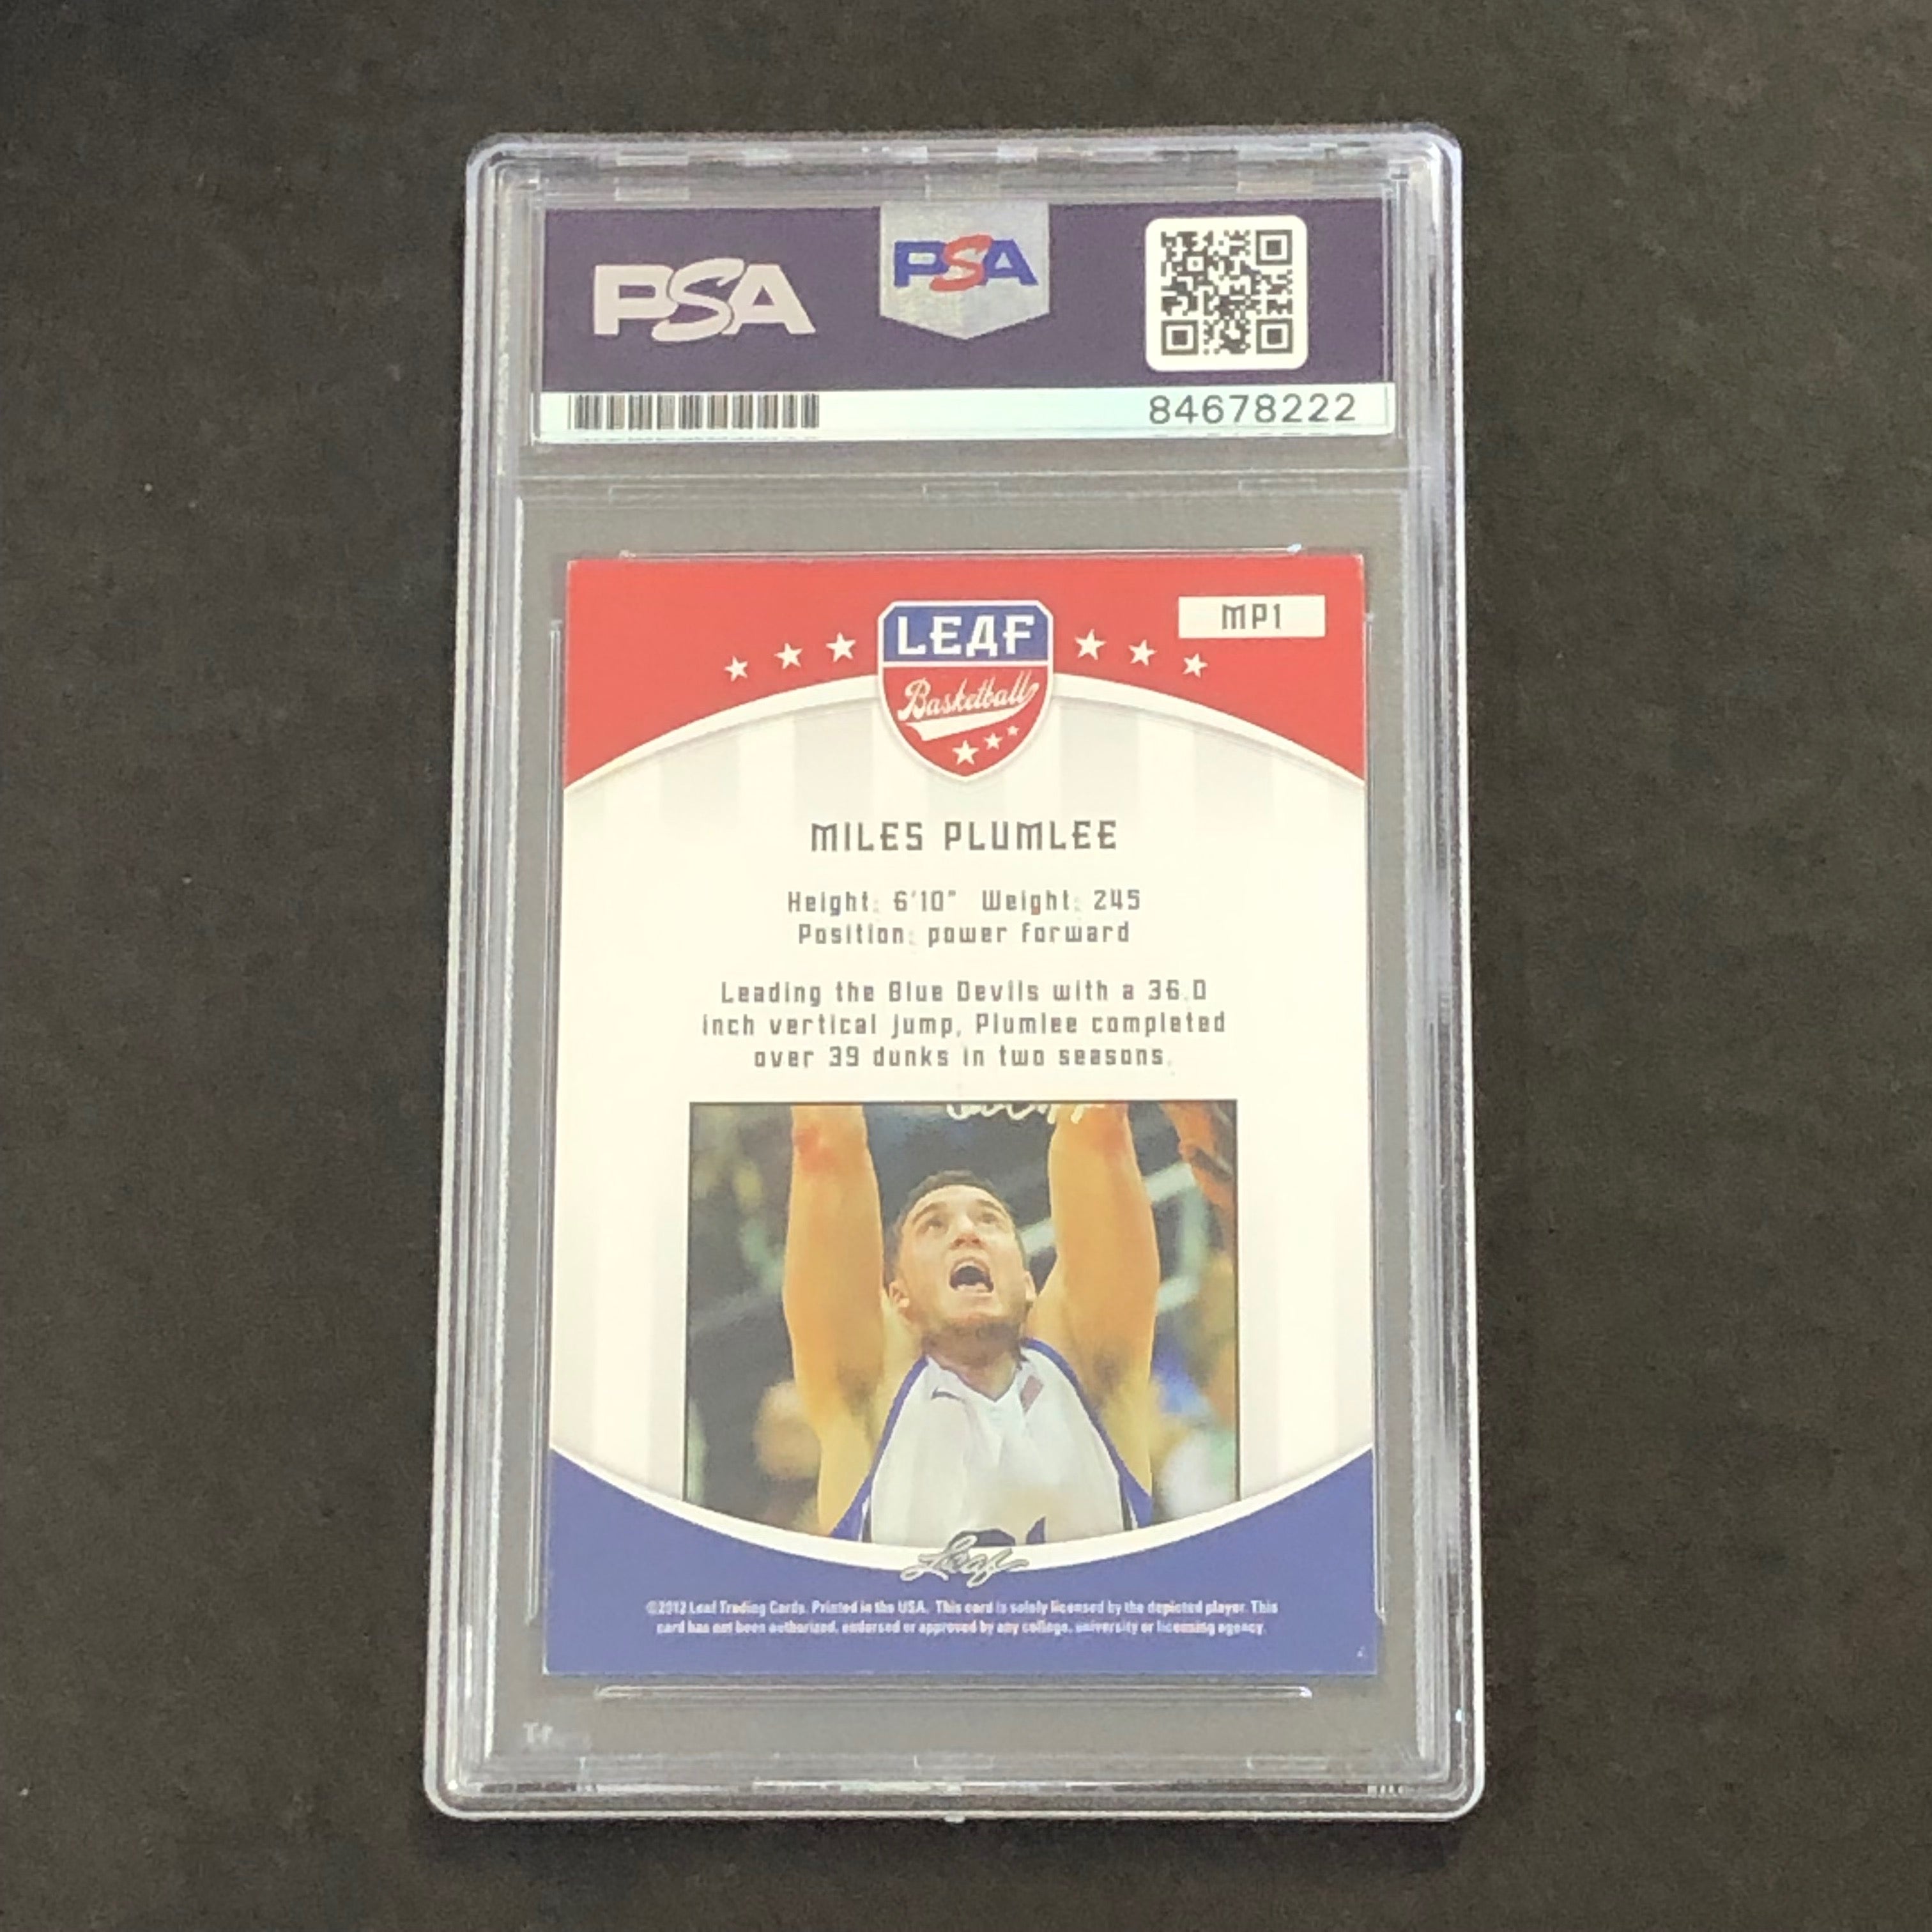 PSA
PSA
84678222
MP1
LEAF
Basketball
MILES PLUMLEE
Height: 6'10" Weight: 245
Position: power forward
Leading the Blue Devils with a 36.0
inch vertical jump, Plumlee completed
over 39 dunks in two seasons.
Leaf
©2012 Leaf Trading Cards. Printed in the USA. This card is solely licensed by the depicted player. This
card has not been authorized, endorsed or approved by any college, university or licensing agency.